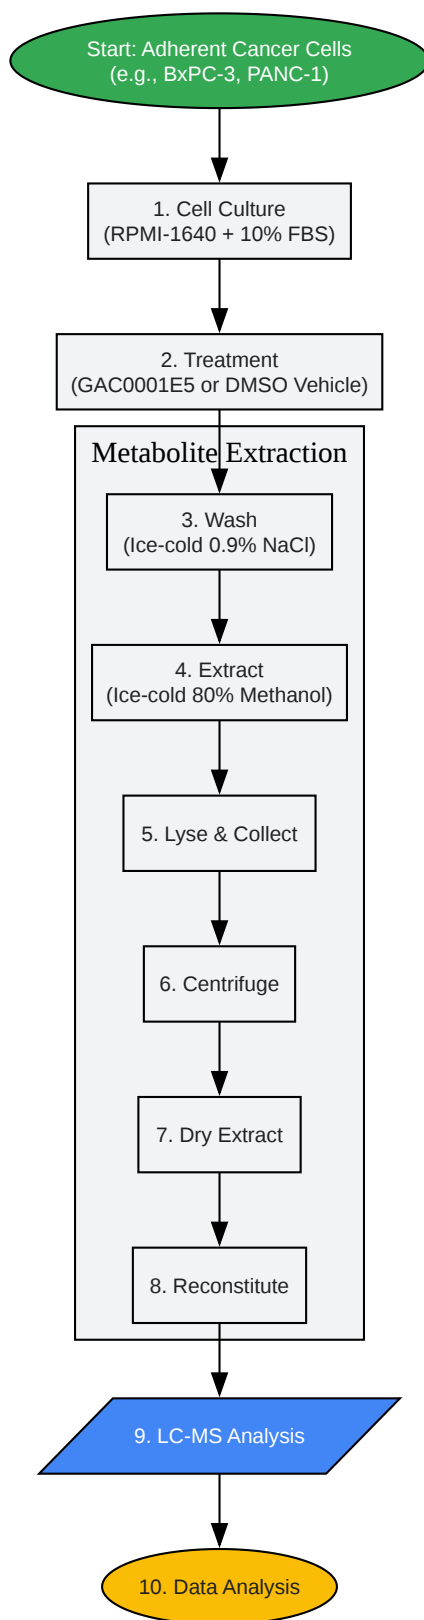 Start: Adherent Cancer Cells
(e.g., BxPC-3, PANC-1)
1. Cell Culture
(RPMI-1640 + 10% FBS)
2. Treatment
(GAC0001E5 or DMSO Vehicle)
Metabolite Extraction
3. Wash
(Ice-cold 0.9% NaCl)
4. Extract
(Ice-cold 80% Methanol)
5. Lyse & Collect
6. Centrifuge
7. Dry Extract
8. Reconstitute
9. LC-MS Analysis
10. Data Analysis